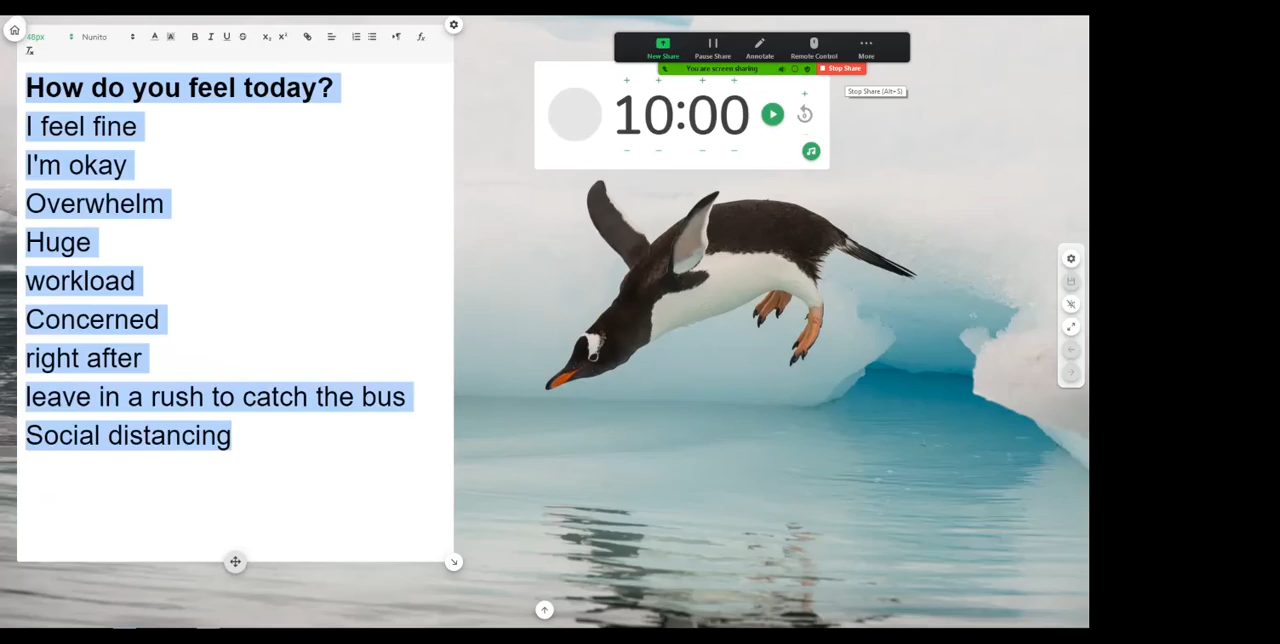 48px Nunito
New Share Pause Share Annotate Remote Control More
You are screen sharing Stop Share
Stop Share (Alt+S)
10:00
How do you feel today?
I feel fine
I'm okay
Overwhelm
Huge
workload
Concerned
right after
leave in a rush to catch the bus
Social distancing